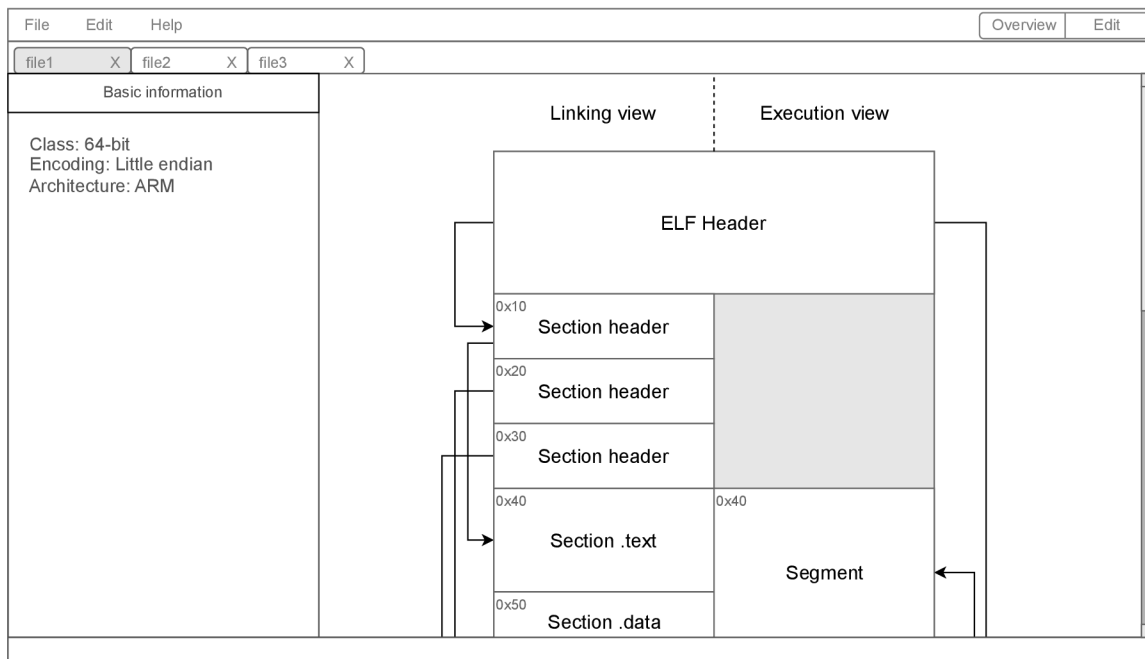 File Edit Help Overview Edit
file1 X file2 X file3 X
Basic information
Class: 64-bit
Encoding: Little endian
Architecture: ARM
Linking view Execution view
ELF Header
0x10
Section header
0x20
Section header
0x30
Section header
0x40
Section .text
0x40
Segment
0x50
Section .data